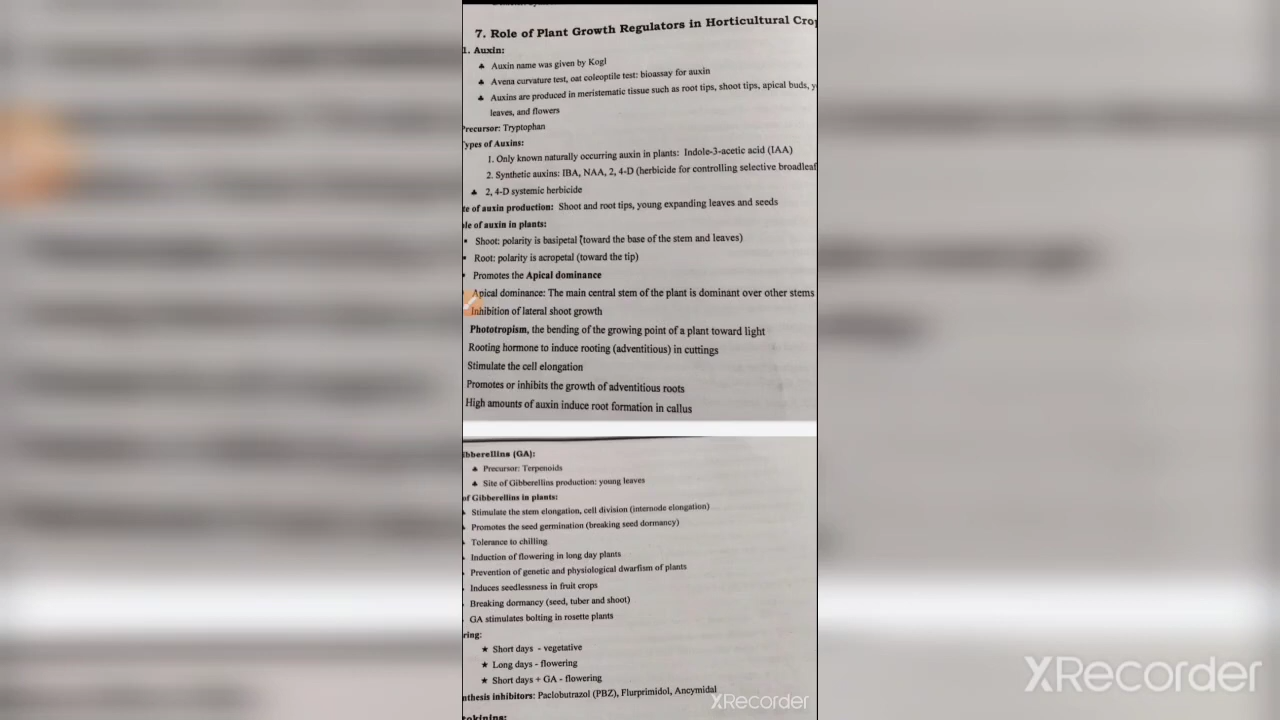 7. Role of Plant Growth Regulators in Horticultural Cro
1. Auxin:
♣ Auxin name was given by Kogl
♣ Avena curvature test, oat coleoptile test: bioassay for auxin
♣ Auxins are produced in meristematic tissue such as root tips, shoot tips, apical buds, y
leaves, and flowers
Precursor: Tryptophan
Types of Auxins:
1. Only known naturally occurring auxin in plants: Indole-3-acetic acid (IAA)
2. Synthetic auxins: IBA, NAA, 2, 4-D (herbicide for controlling selective broadleaf
♣ 2, 4-D systemic herbicide
te of auxin production: Shoot and root tips, young expanding leaves and seeds
le of auxin in plants:
▪ Shoot: polarity is basipetal (toward the base of the stem and leaves)
▪ Root: polarity is acropetal (toward the tip)
▪ Promotes the Apical dominance
Apical dominance: The main central stem of the plant is dominant over other stems
Inhibition of lateral shoot growth
Phototropism, the bending of the growing point of a plant toward light
Rooting hormone to induce rooting (adventitious) in cuttings
Stimulate the cell elongation
Promotes or inhibits the growth of adventitious roots
High amounts of auxin induce root formation in callus
ibberellins (GA):
♣ Precursor: Terpenoids
♣ Site of Gibberellins production: young leaves
of Gibberellins in plants:
Stimulate the stem elongation, cell division (internode elongation)
Promotes the seed germination (breaking seed dormancy)
Tolerance to chilling
Induction of flowering in long day plants
Prevention of genetic and physiological dwarfism of plants
Induces seedlessness in fruit crops
Breaking dormancy (seed, tuber and shoot)
GA stimulates bolting in rosette plants
ring:
★ Short days - vegetative
★ Long days - flowering
★ Short days + GA - flowering
nthesis inhibitors: Paclobutrazol (PBZ), Flurprimidol, Ancymidal
tokinins:
XRecorder
XRecorder